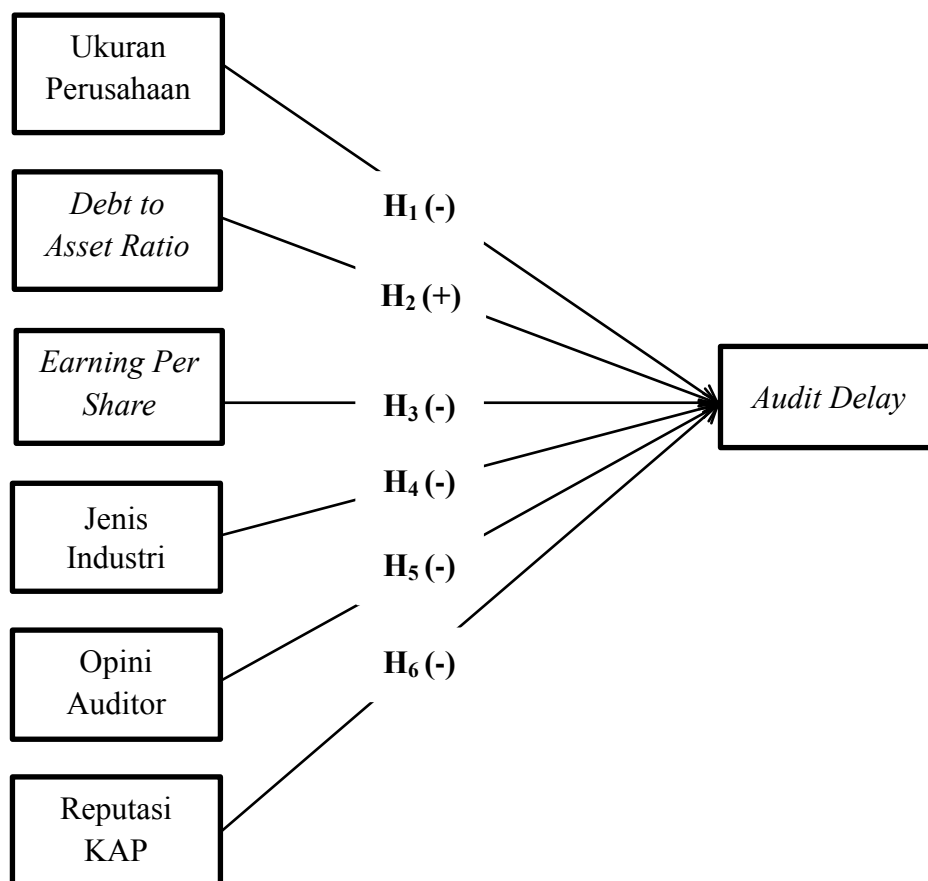 Ukuran
Perusahaan
H₁ (-)
Debt to
Asset Ratio
H₂ (+)
Earning Per
Share
H₃ (-)
Audit Delay
H₄ (-)
Jenis
Industri
H₅ (-)
Opini
Auditor
H₆ (-)
Reputasi
KAP